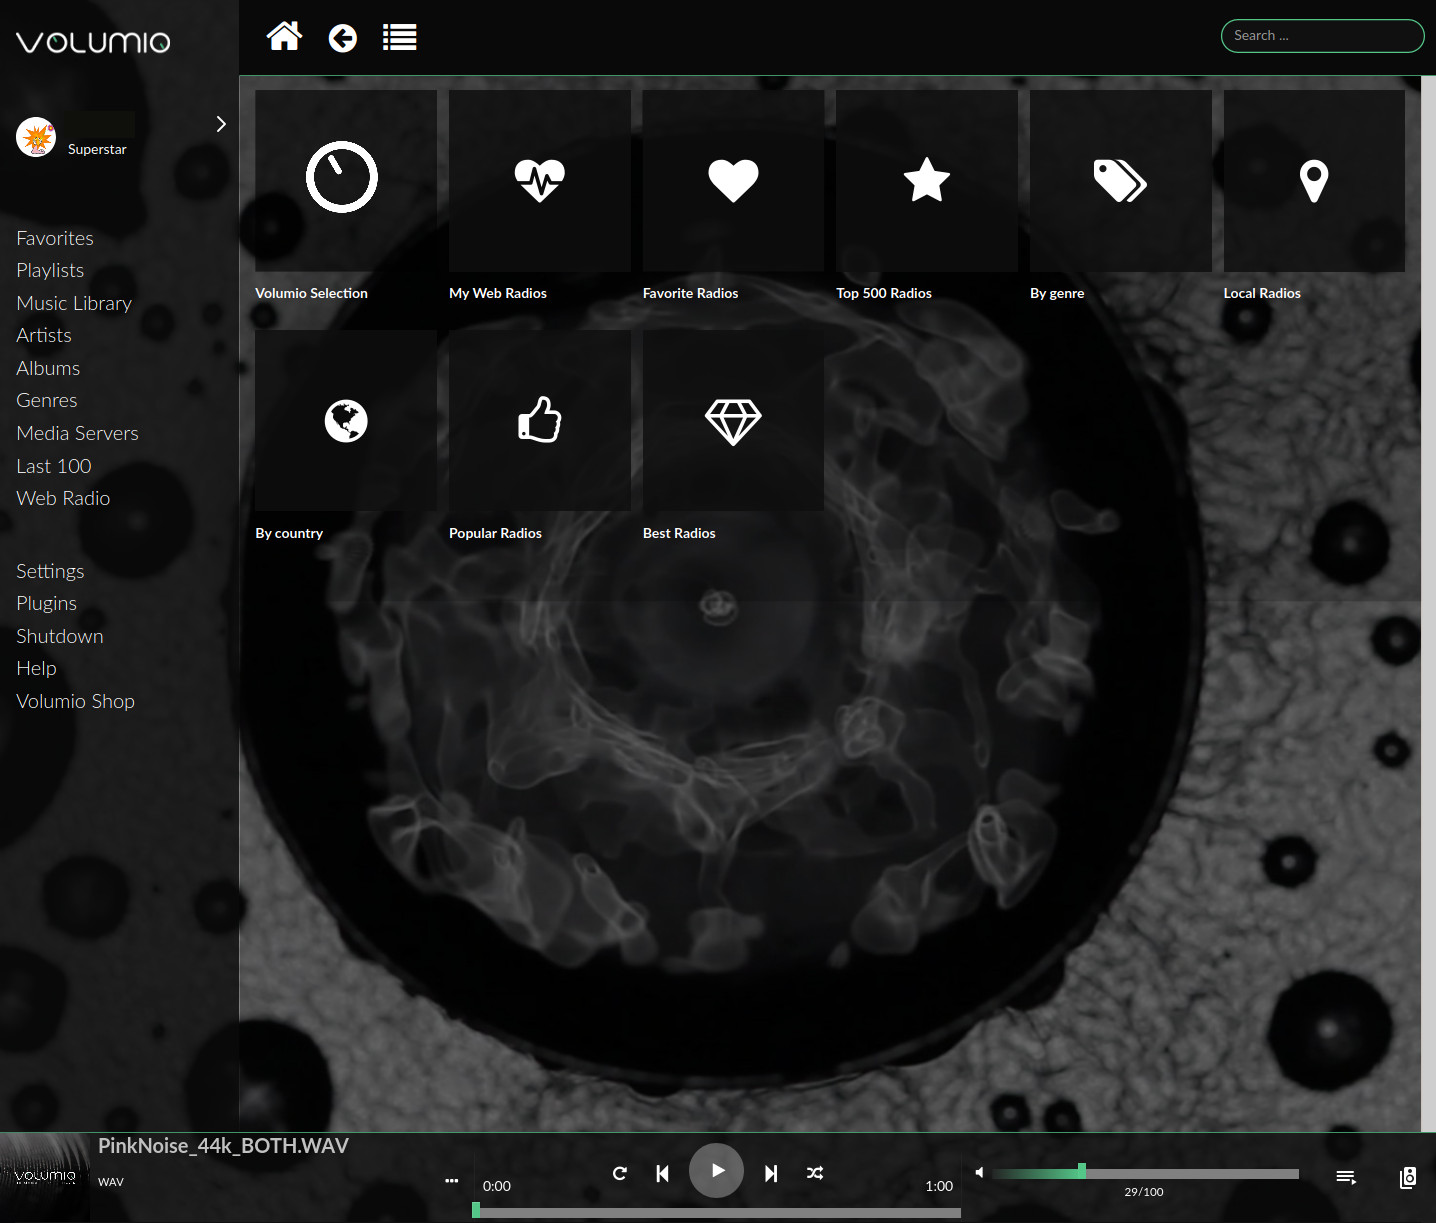 VOLUMIO
Search ...
Superstar
Favorites
Playlists
Music Library
Artists
Albums
Genres
Media Servers
Last 100
Web Radio
Settings
Plugins
Shutdown
Help
Volumio Shop
Volumio Selection
My Web Radios
Favorite Radios
Top 500 Radios
By genre
Local Radios
By country
Popular Radios
Best Radios
VOLUMIO
PinkNoise_44k_BOTH.WAV
WAV
0:00
1:00
29/100